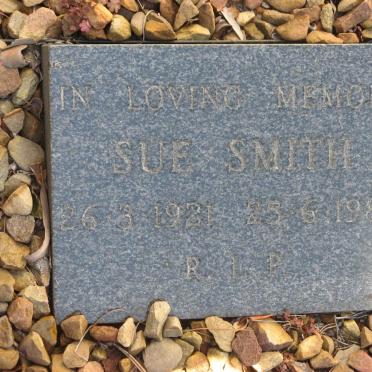 IN LOVING MEMO
SUE SMITH
26·3·1921 25·6·198
R.I.P.